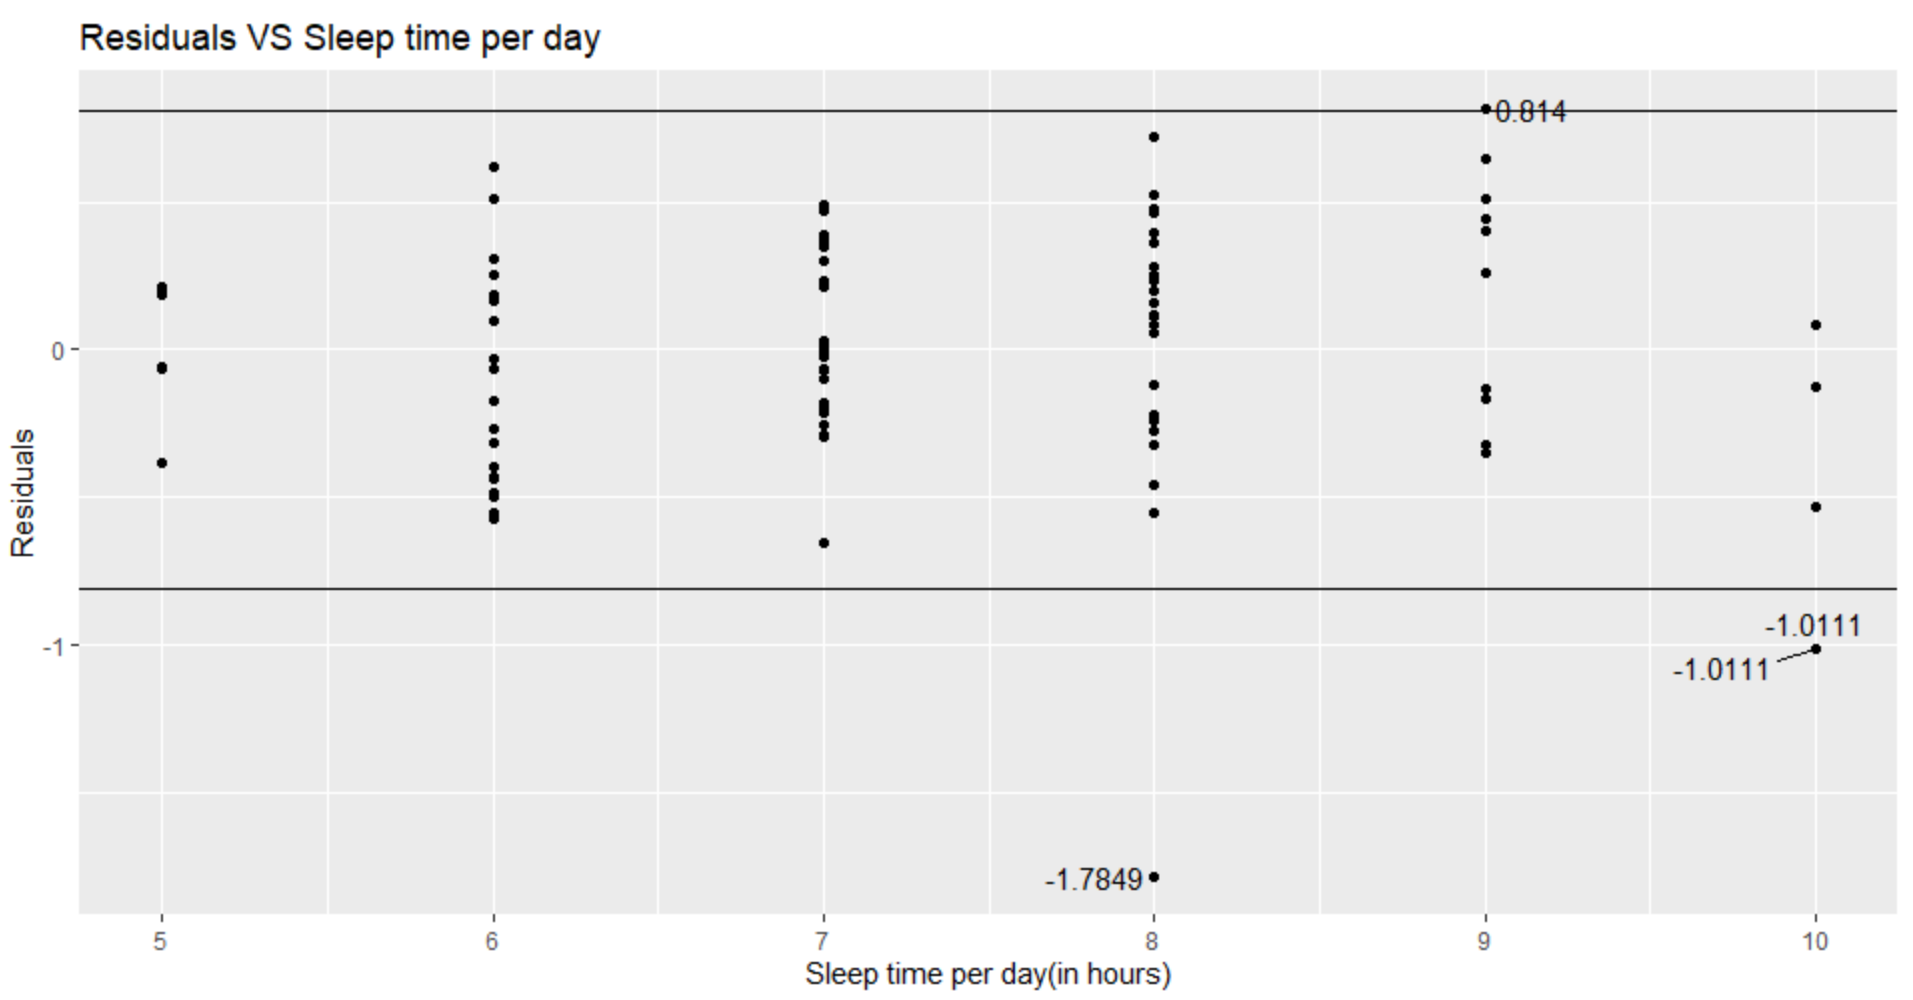 Residuals VS Sleep time per day
0.814
0
Residuals
-1
-1.0111
-1.0111
-1.7849
5 6 7 8 9 10
Sleep time per day(in hours)